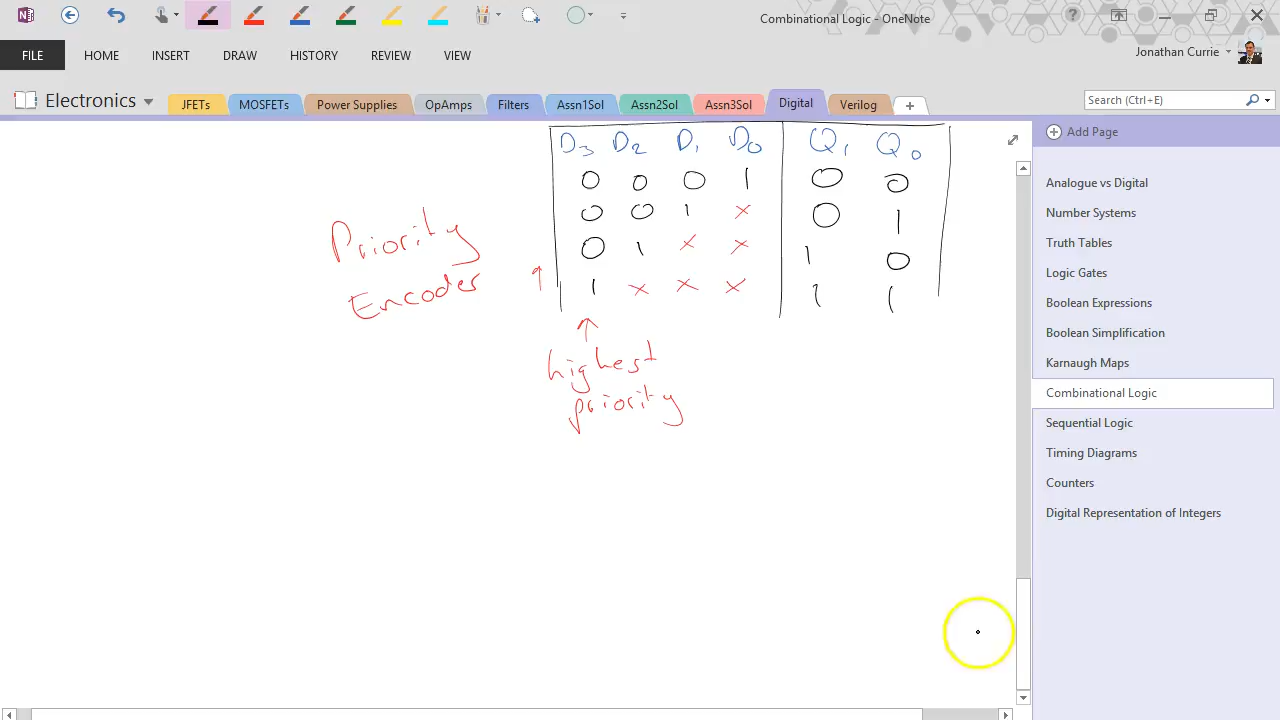 Combinational Logic - OneNote
FILE HOME INSERT DRAW HISTORY REVIEW VIEW
Jonathan Currie
Electronics
JFETs MOSFETs Power Supplies OpAmps Filters Assn1Sol Assn2Sol Assn3Sol Digital Verilog
Search (Ctrl+E)
Add Page
Analogue vs Digital
Number Systems
Truth Tables
Logic Gates
Boolean Expressions
Boolean Simplification
Karnaugh Maps
Combinational Logic
Sequential Logic
Timing Diagrams
Counters
Digital Representation of Integers
D3 D2 D1 D0 Q1 Q0
0 0 0 1 0 0
0 0 1 x 0 1
0 1 x x 1 0
1 x x x 1 1
Priority
Encoder
highest
priority